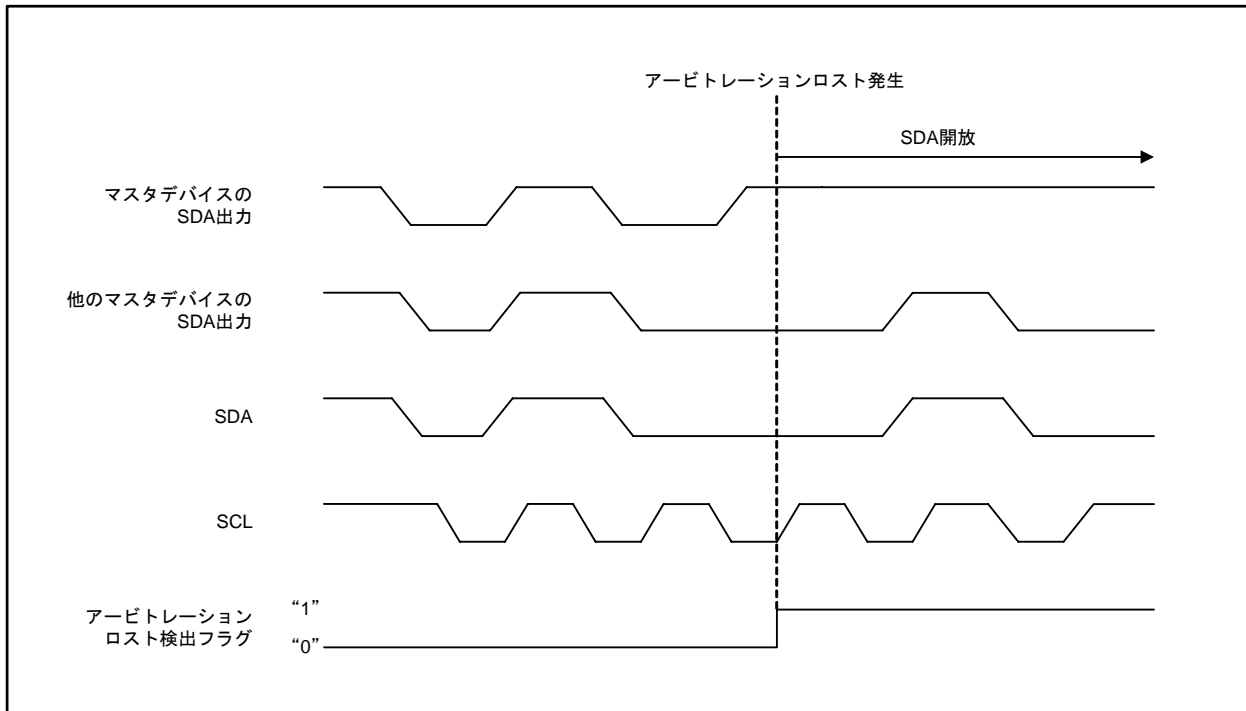 アービトレーションロスト発生
SDA開放
マスタデバイスの
SDA出力
他のマスタデバイスの
SDA出力
SDA
SCL
アービトレーション
ロスト検出フラグ
“1”
“0”